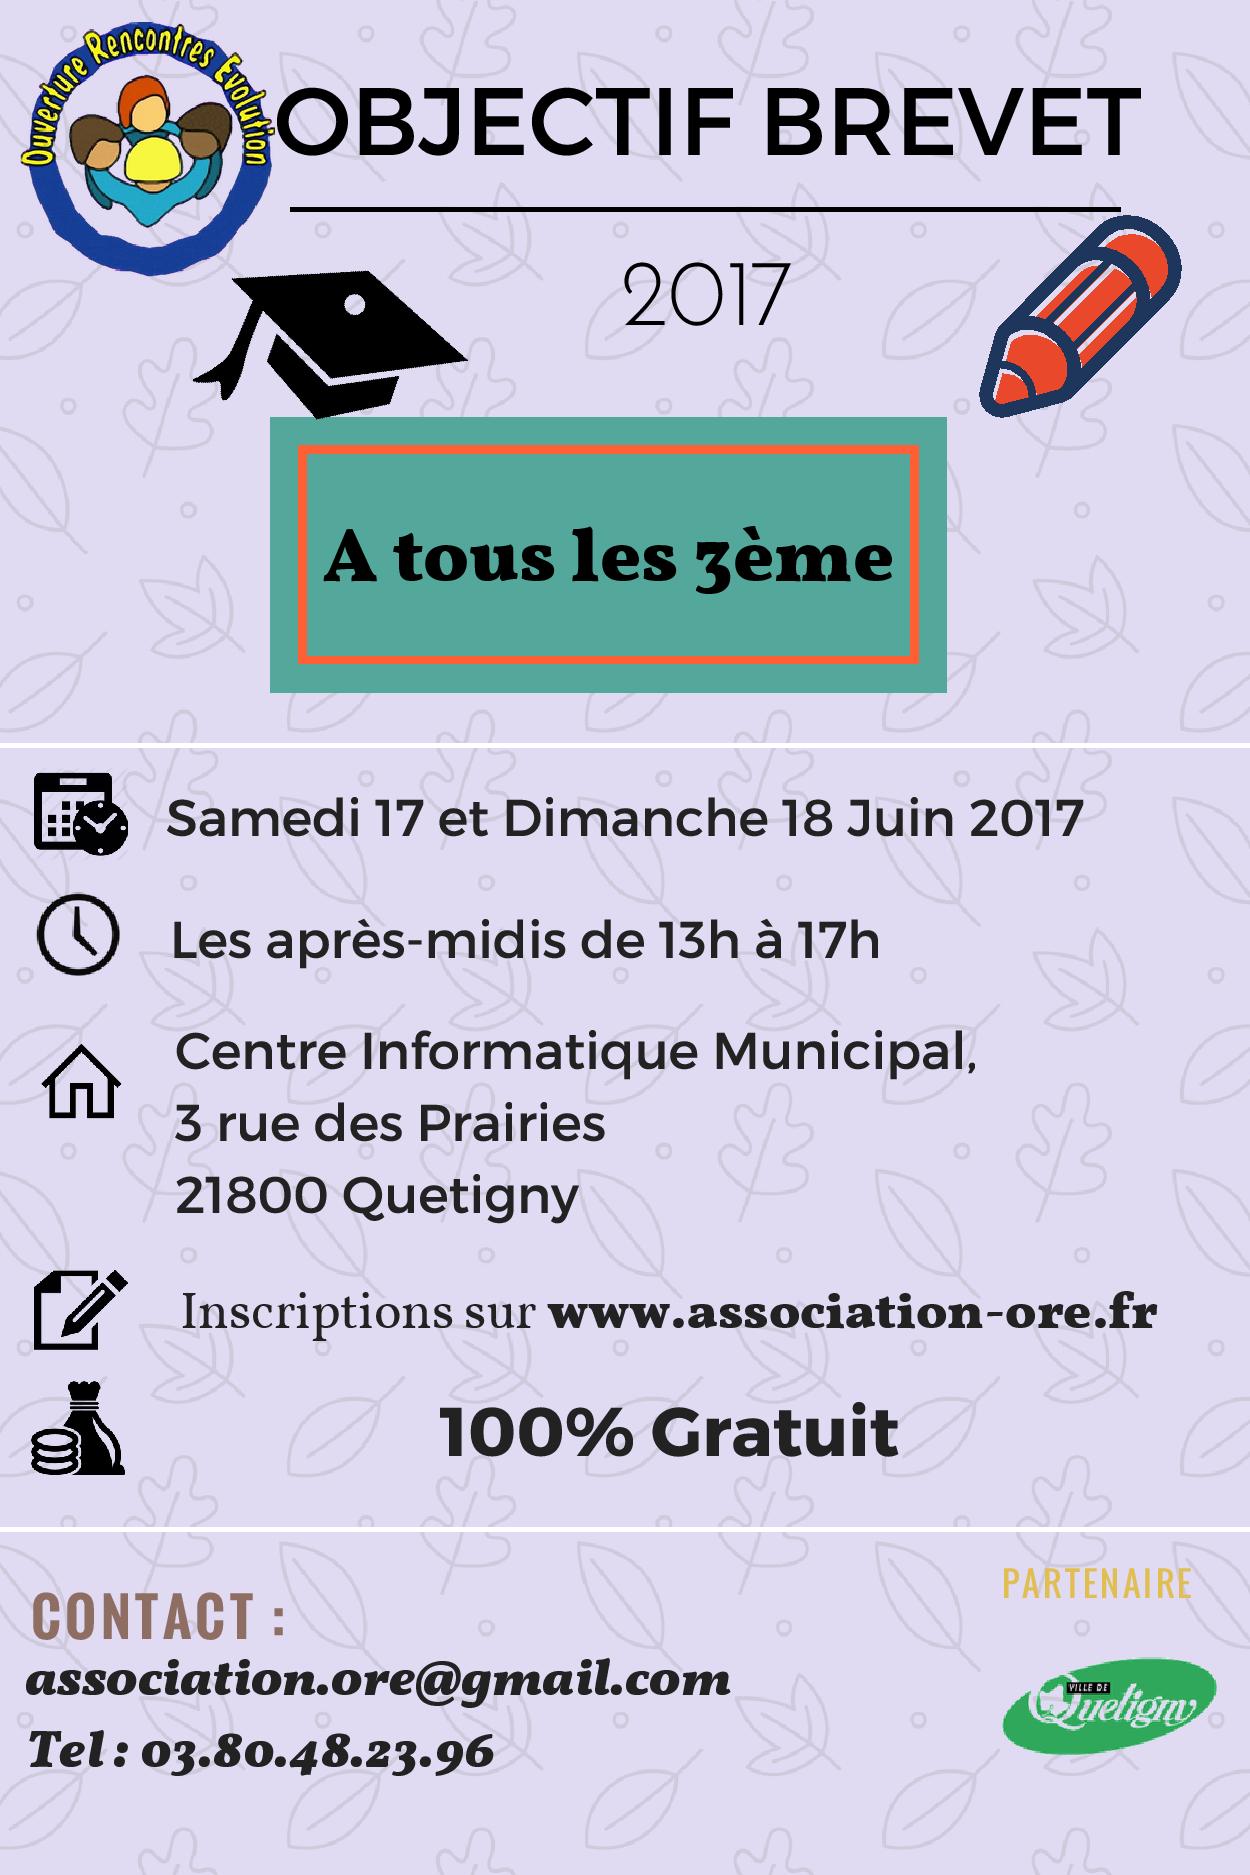 Ouverture Rencontres Evolution
OBJECTIF BREVET
2017
A tous les 3ème
Samedi 17 et Dimanche 18 Juin 2017
Les après-midis de 13h à 17h
Centre Informatique Municipal,
3 rue des Prairies
21800 Quetigny
Inscriptions sur www.association-ore.fr
100% Gratuit
PARTENAIRE
CONTACT :
association.ore@gmail.com
VILLE DE
Quetigny
Tel : 03.80.48.23.96